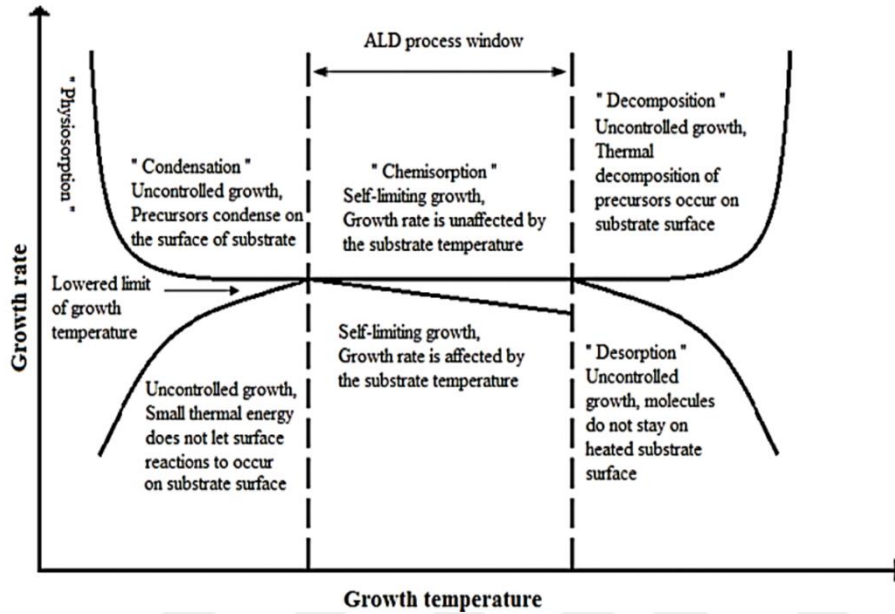 ALD process window
" Physiosorption "
" Condensation "
Uncontrolled growth,
Precursors condense on
the surface of substrate
" Chemisorption "
Self-limiting growth,
Growth rate is unaffected by
the substrate temperature
" Decomposition "
Uncontrolled growth,
Thermal
decomposition of
precursors occur on
substrate surface
Lowered limit
of growth
temperature
Uncontrolled growth,
Small thermal energy
does not let surface
reactions to occur
on substrate surface
Self-limiting growth,
Growth rate is affected by
the substrate temperature
" Desorption "
Uncontrolled
growth, molecules
do not stay on
heated substrate
surface
Growth rate
Growth temperature